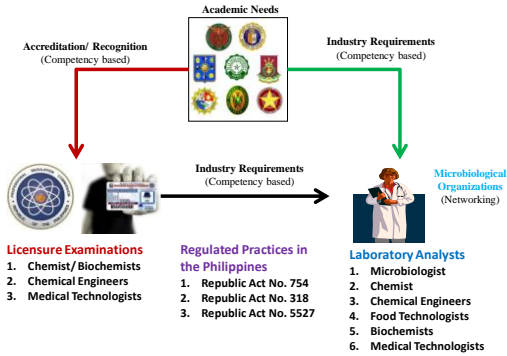 Academic Needs
Accreditation/ Recognition
(Competency based)
Industry Requirements
(Competency based)
Industry Requirements
(Competency based)
Microbiological
Organizations
(Networking)
Licensure Examinations
1. Chemist/ Biochemists
2. Chemical Engineers
3. Medical Technologists
Regulated Practices in
the Philippines
1. Republic Act No. 754
2. Republic Act No. 318
3. Republic Act No. 5527
Laboratory Analysts
1. Microbiologist
2. Chemist
3. Chemical Engineers
4. Food Technologists
5. Biochemists
6. Medical Technologists